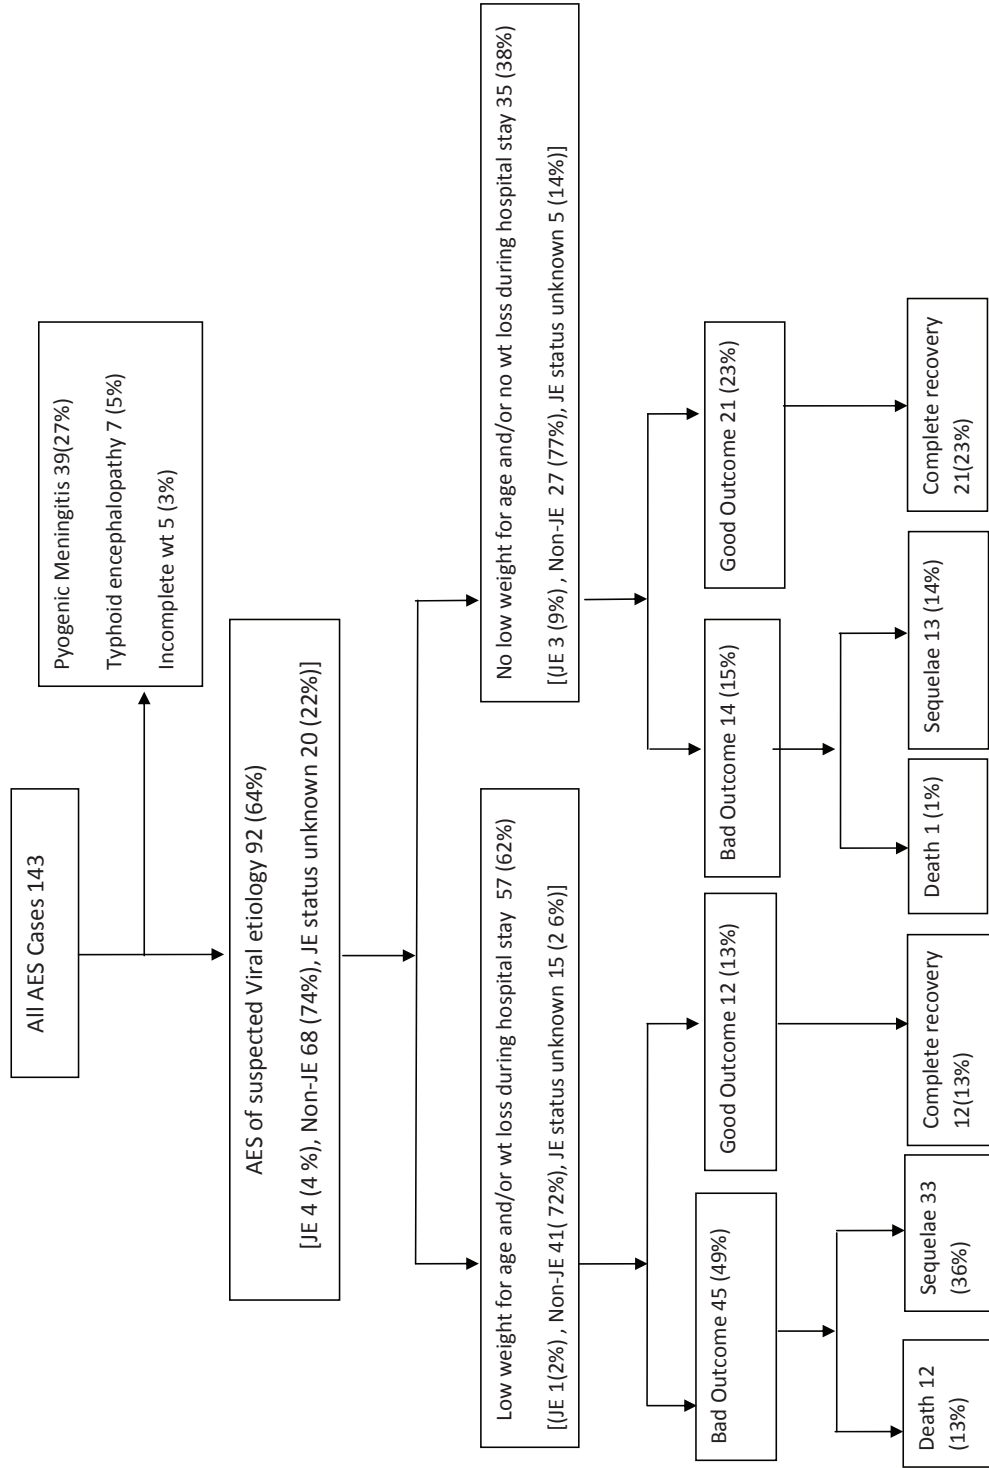 All AES Cases 143
Pyogenic Meningitis 39(27%)
Typhoid encephalopathy 7 (5%)
Incomplete wt 5 (3%)
AES of suspected Viral etiology 92 (64%)
[JE 4 (4 %), Non-JE 68 (74%), JE status unknown 20 (22%)]
Low weight for age and/or wt loss during hospital stay 57 (62%)
[(JE 1(2%) , Non-JE 41( 72%), JE status unknown 15 (2 6%)]
No low weight for age and/or no wt loss during hospital stay 35 (38%)
[(JE 3 (9%) , Non-JE 27 (77%), JE status unknown 5 (14%)]
Bad Outcome 45 (49%)
Good Outcome 12 (13%)
Bad Outcome 14 (15%)
Good Outcome 21 (23%)
Death 12
(13%)
Sequelae 33
(36%)
Complete recovery
12(13%)
Death 1 (1%)
Sequelae 13 (14%)
Complete recovery
21(23%)